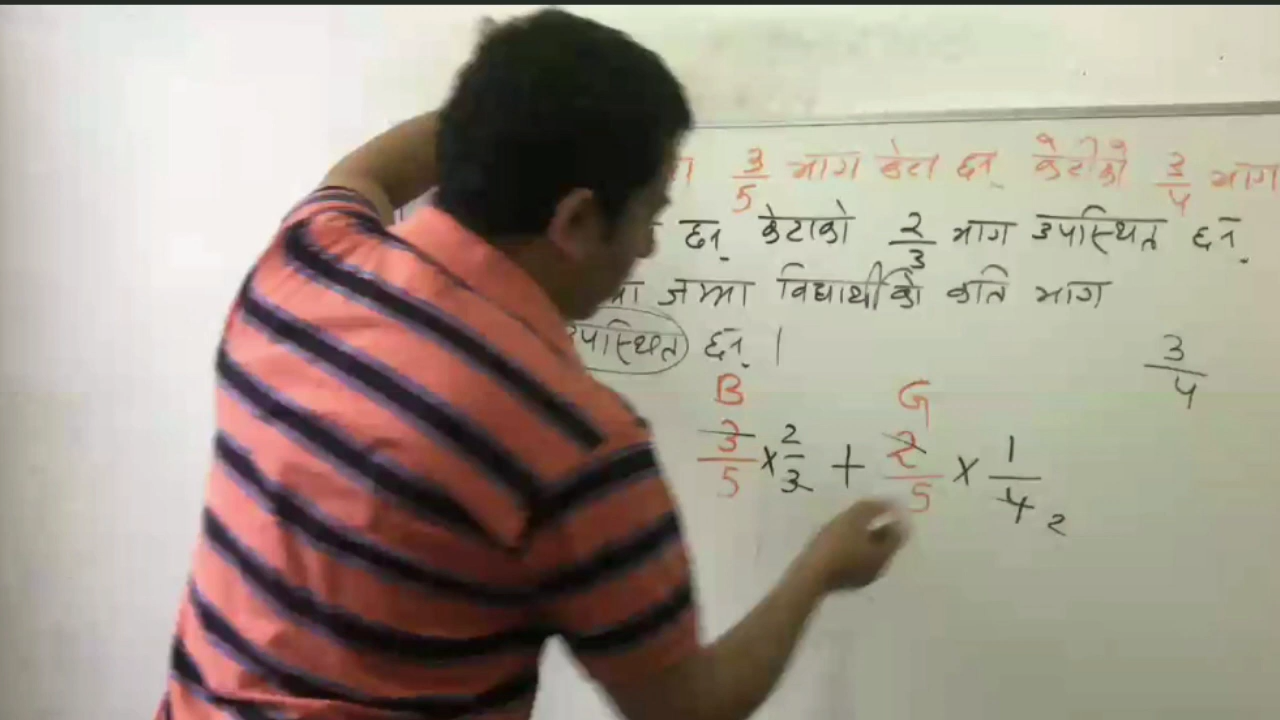 3/5 भाग केटा छन् केटीको 3/4 भाग
छन् केटाको 2/3 भाग उपस्थित छन्
जम्मा विद्यार्थीको कति भाग
उपस्थित छन् ।
3/4
B G
3/5 × 2/3 + 2/5 × 1/4 2